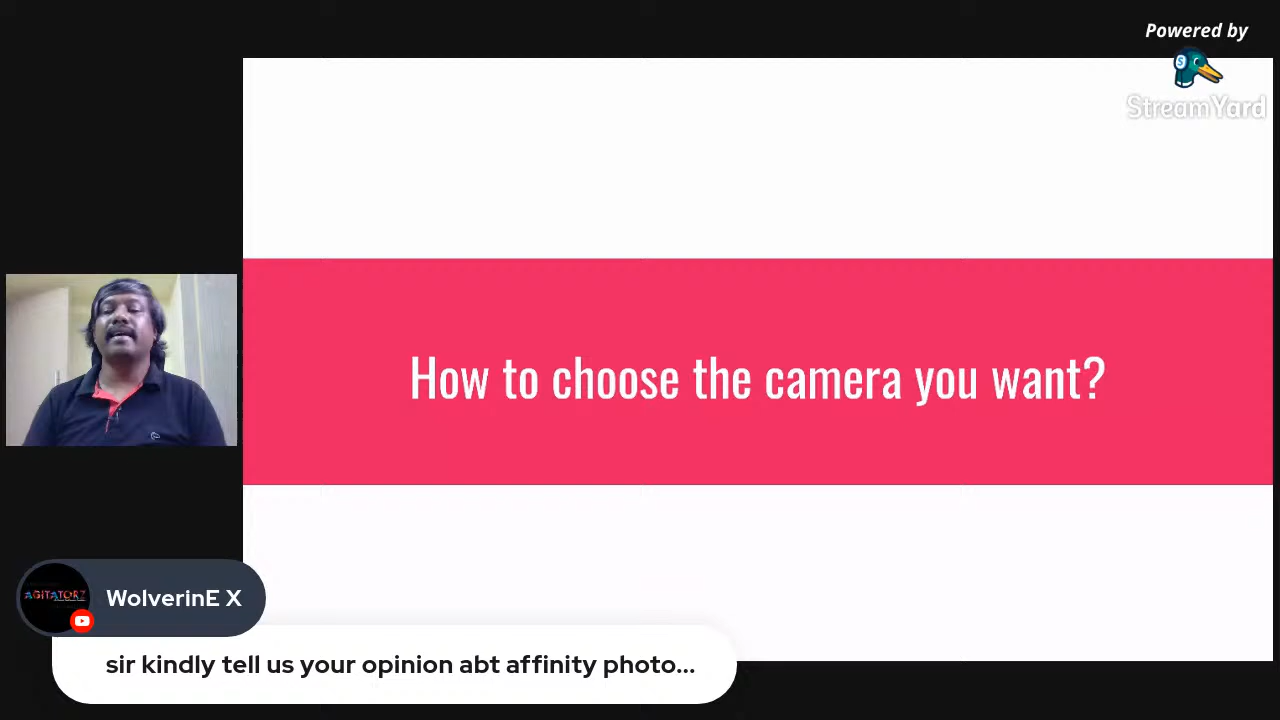 Powered by
StreamYard
How to choose the camera you want?
AGITATORZ
WolverinE X
sir kindly tell us your opinion abt affinity photo...